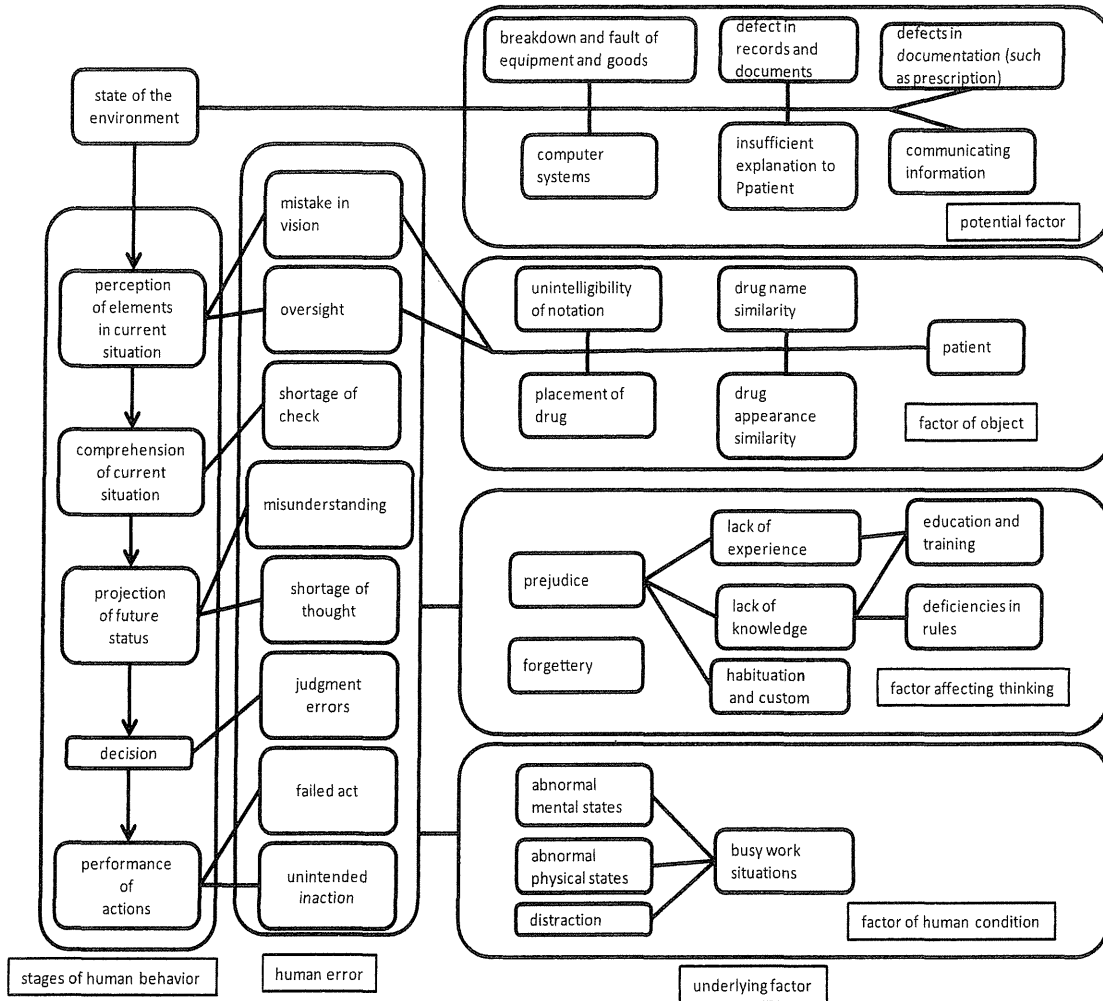 state of the
environment
perception
of elements
in current
situation
comprehension
of current
situation
projection
of future
status
decision
performance
of
actions
stages of human behavior
mistake in
vision
oversight
shortage of
check
misunderstanding
shortage of
thought
judgment
errors
failed act
unintended
inaction
human error
breakdown and fault of
equipment and goods
defect in
records and
documents
defects in
documentation (such
as prescription)
computer
systems
insufficient
explanation to
Ppatient
communicating
information
potential factor
unintelligibility
of notation
drug name
similarity
patient
placement of
drug
drug
appearance
similarity
factor of object
prejudice
forgettery
lack of
experience
lack of
knowledge
habituation
and custom
education and
training
deficiencies in
rules
factor affecting thinking
abnormal
mental states
abnormal
physical states
distraction
busy work
situations
factor of human condition
underlying factor